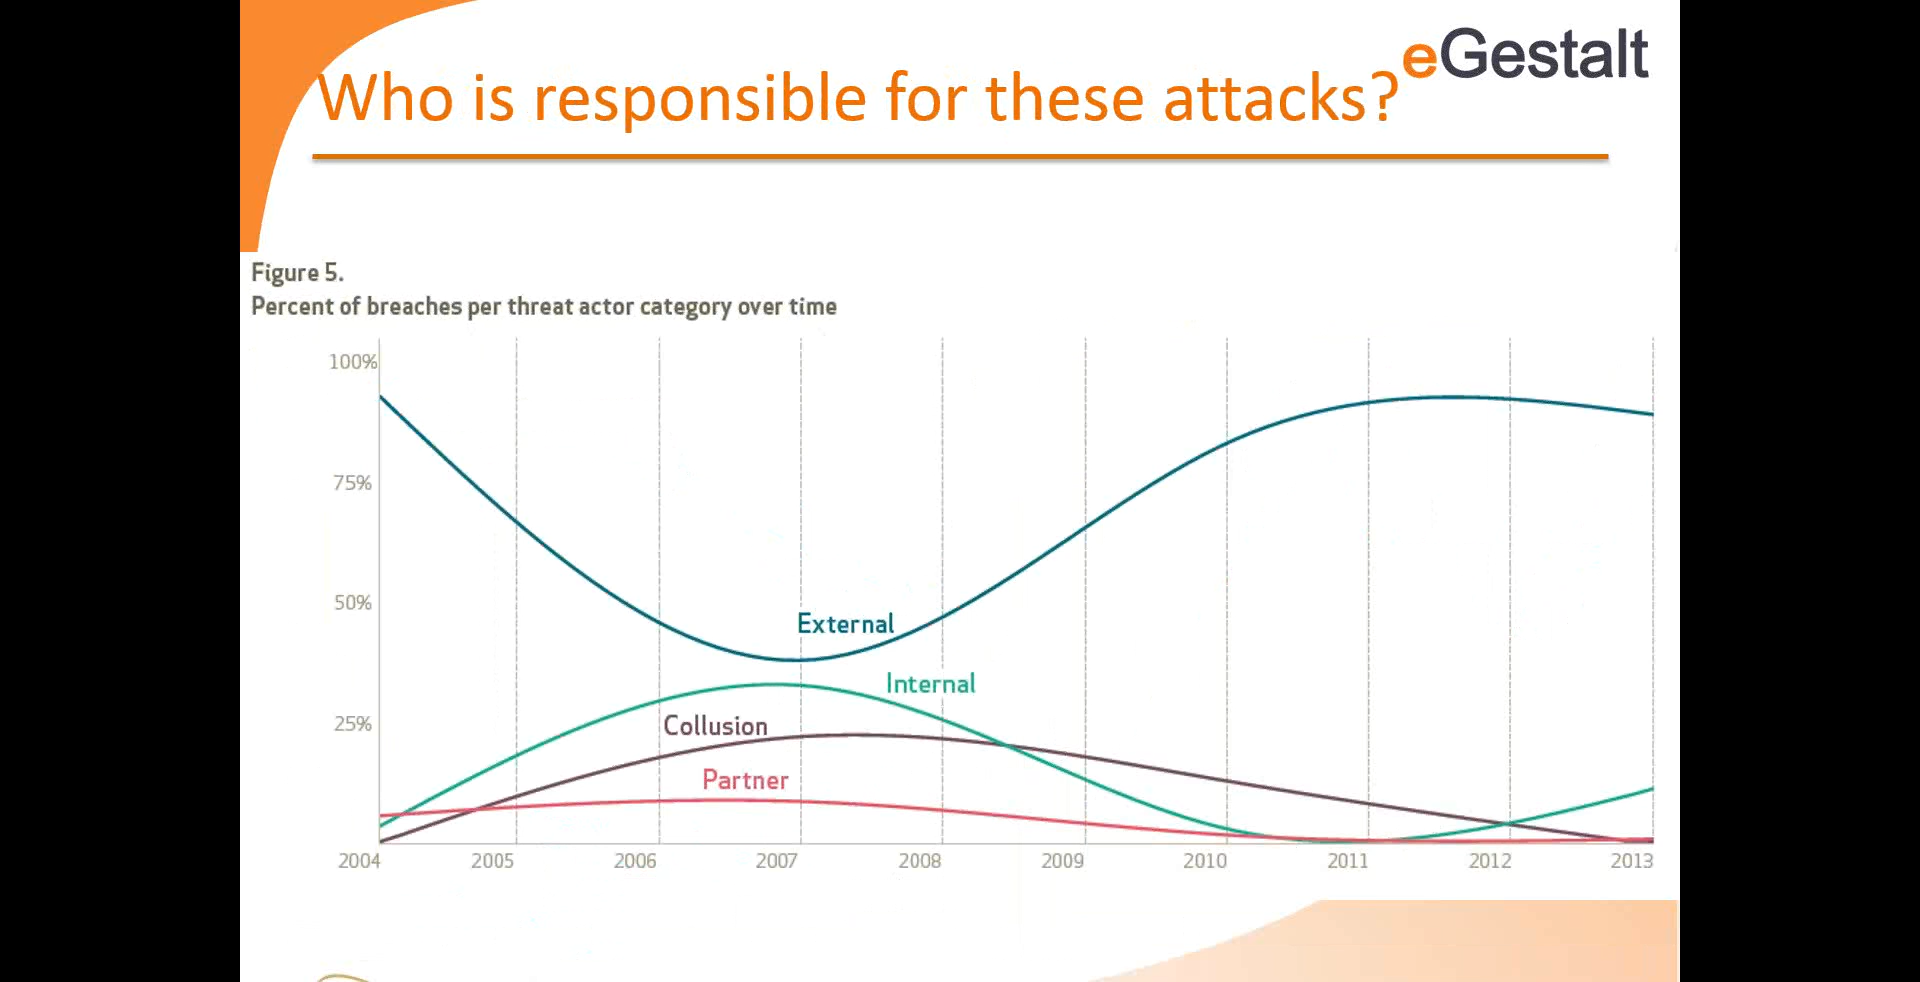 eGestalt
Who is responsible for these attacks?
Figure 5.
Percent of breaches per threat actor category over time
100%
75%
50%
25%
External
Internal
Collusion
Partner
2004 2005 2006 2007 2008 2009 2010 2011 2012 2013